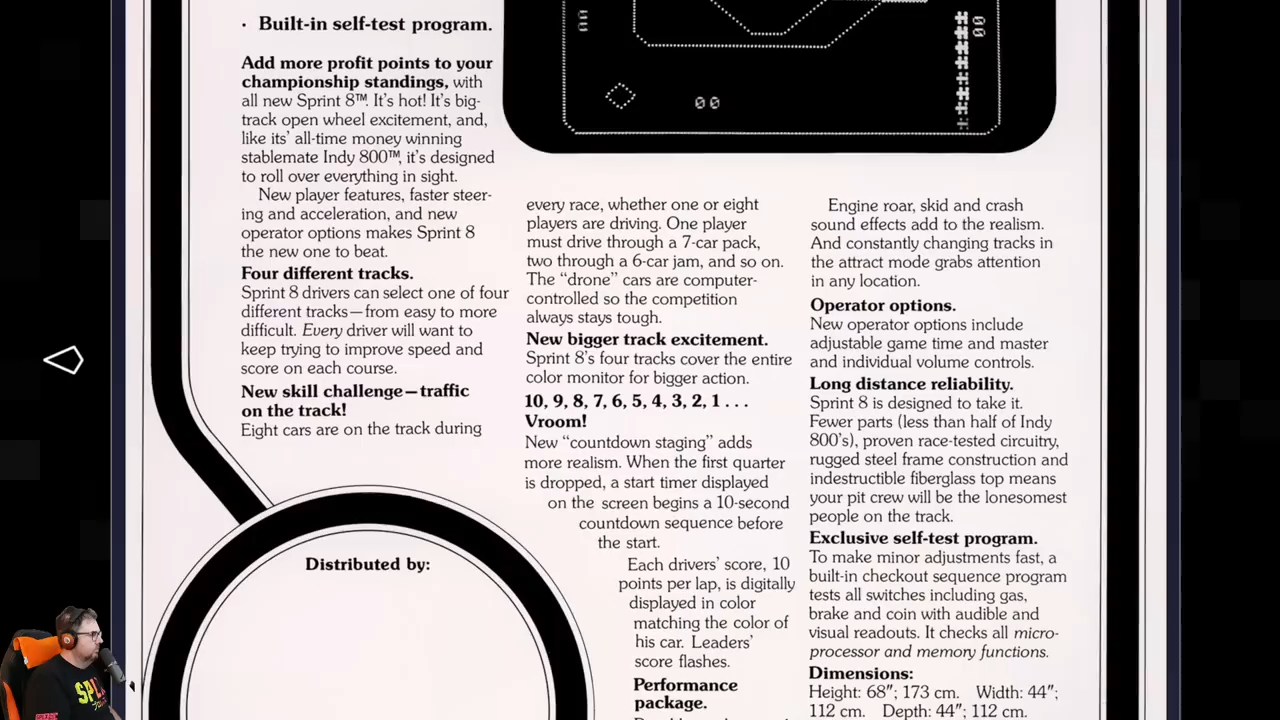 · Built-in self-test program.
Add more profit points to your
championship standings, with
all new Sprint 8™. It's hot! It's big-
track open wheel excitement, and,
like its' all-time money winning
stablemate Indy 800™, it's designed
to roll over everything in sight.
New player features, faster steer-
ing and acceleration, and new
operator options makes Sprint 8
the new one to beat.
Four different tracks.
Sprint 8 drivers can select one of four
different tracks—from easy to more
difficult. Every driver will want to
keep trying to improve speed and
score on each course.
New skill challenge—traffic
on the track!
Eight cars are on the track during
00
00
00
every race, whether one or eight
players are driving. One player
must drive through a 7-car pack,
two through a 6-car jam, and so on.
The “drone” cars are computer-
controlled so the competition
always stays tough.
New bigger track excitement.
Sprint 8's four tracks cover the entire
color monitor for bigger action.
10, 9, 8, 7, 6, 5, 4, 3, 2, 1 . . .
Vroom!
New “countdown staging” adds
more realism. When the first quarter
is dropped, a start timer displayed
on the screen begins a 10-second
countdown sequence before
the start.
Each drivers' score, 10
points per lap, is digitally
displayed in color
matching the color of
his car. Leaders'
score flashes.
Performance
package.
Engine roar, skid and crash
sound effects add to the realism.
And constantly changing tracks in
the attract mode grabs attention
in any location.
Operator options.
New operator options include
adjustable game time and master
and individual volume controls.
Long distance reliability.
Sprint 8 is designed to take it.
Fewer parts (less than half of Indy
800's), proven race-tested circuitry,
rugged steel frame construction and
indestructible fiberglass top means
your pit crew will be the lonesomest
people on the track.
Exclusive self-test program.
To make minor adjustments fast, a
built-in checkout sequence program
tests all switches including gas,
brake and coin with audible and
visual readouts. It checks all micro-
processor and memory functions.
Dimensions:
Height: 68″; 173 cm. Width: 44″;
112 cm. Depth: 44″; 112 cm.
Distributed by: